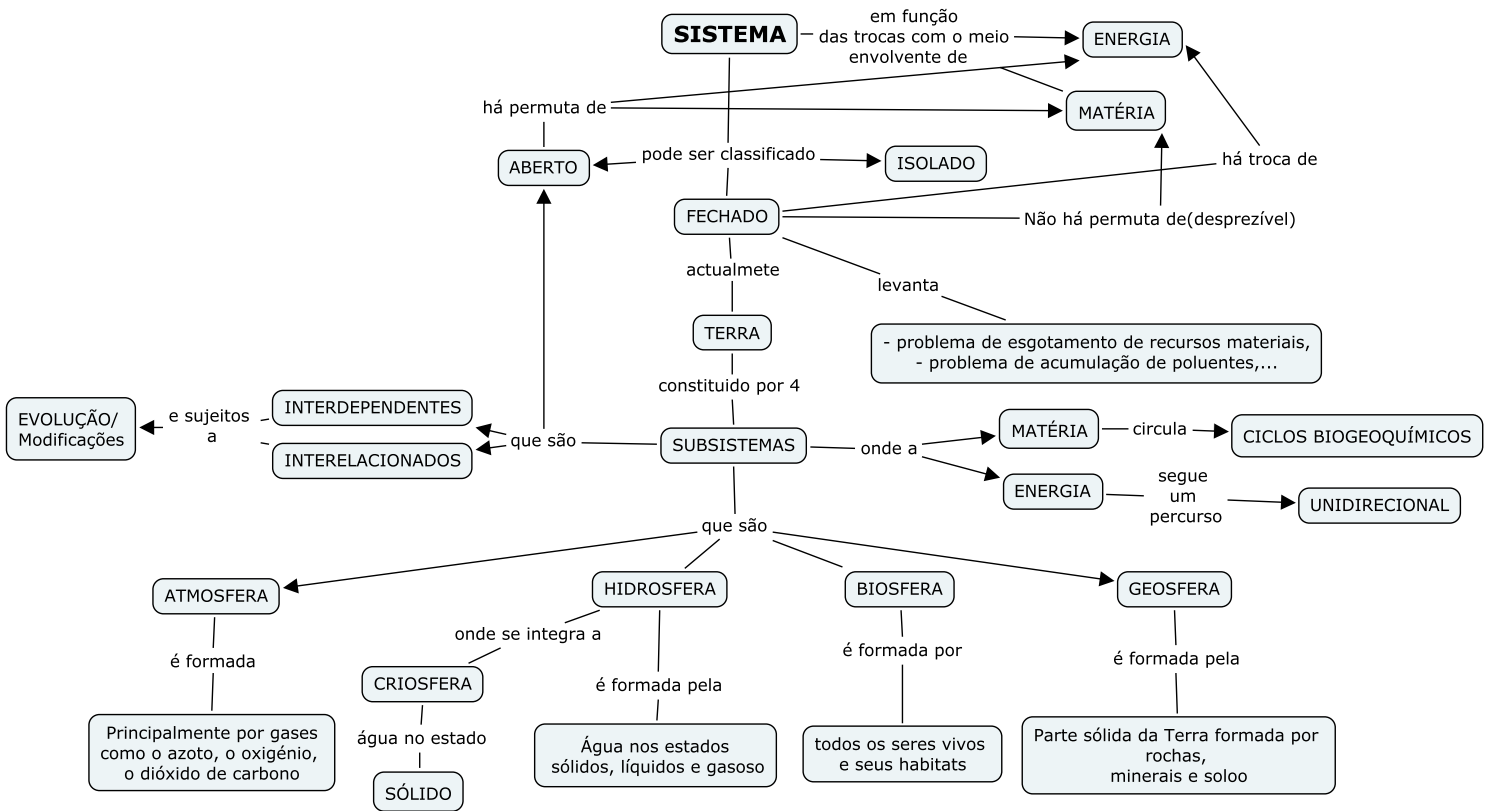 SISTEMA
em função
das trocas com o meio
envolvente de
ENERGIA
há permuta de
MATÉRIA
ABERTO
pode ser classificado
ISOLADO
há troca de
FECHADO
Não há permuta de(desprezível)
actualmete
levanta
TERRA
- problema de esgotamento de recursos materiais,
- problema de acumulação de poluentes,...
constituido por 4
EVOLUÇÃO/
Modificações
e sujeitos
a
INTERDEPENDENTES
INTERELACIONADOS
que são
SUBSISTEMAS
onde a
MATÉRIA
circula
CICLOS BIOGEOQUÍMICOS
ENERGIA
segue
um
percurso
UNIDIRECIONAL
que são
ATMOSFERA
HIDROSFERA
BIOSFERA
GEOSFERA
é formada
onde se integra a
é formada por
é formada pela
CRIOSFERA
é formada pela
Principalmente por gases
como o azoto, o oxigénio,
o dióxido de carbono
água no estado
SÓLIDO
Água nos estados
sólidos, líquidos e gasoso
todos os seres vivos
e seus habitats
Parte sólida da Terra formada por
rochas,
minerais e soloo